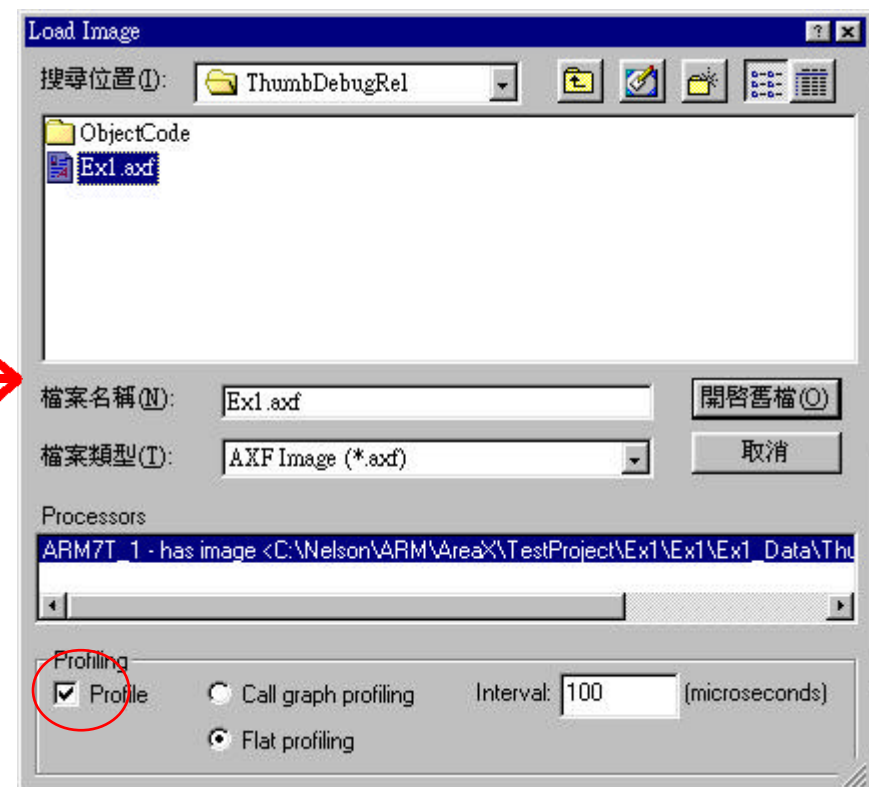 Load Image
搜尋位置(I): ThumbDebugRel
ObjectCode
Ex1.axf
檔案名稱(N): Ex1.axf 開啓舊檔(O)
檔案類型(T): AXF Image (*.axf) 取消
Processors
ARM7T_1 - has image <C:\Nelson\ARM\AreaX\TestProject\Ex1\Ex1\Ex1_Data\Thu
Profiling
Profile Call graph profiling Interval: 100 (microseconds)
Flat profiling